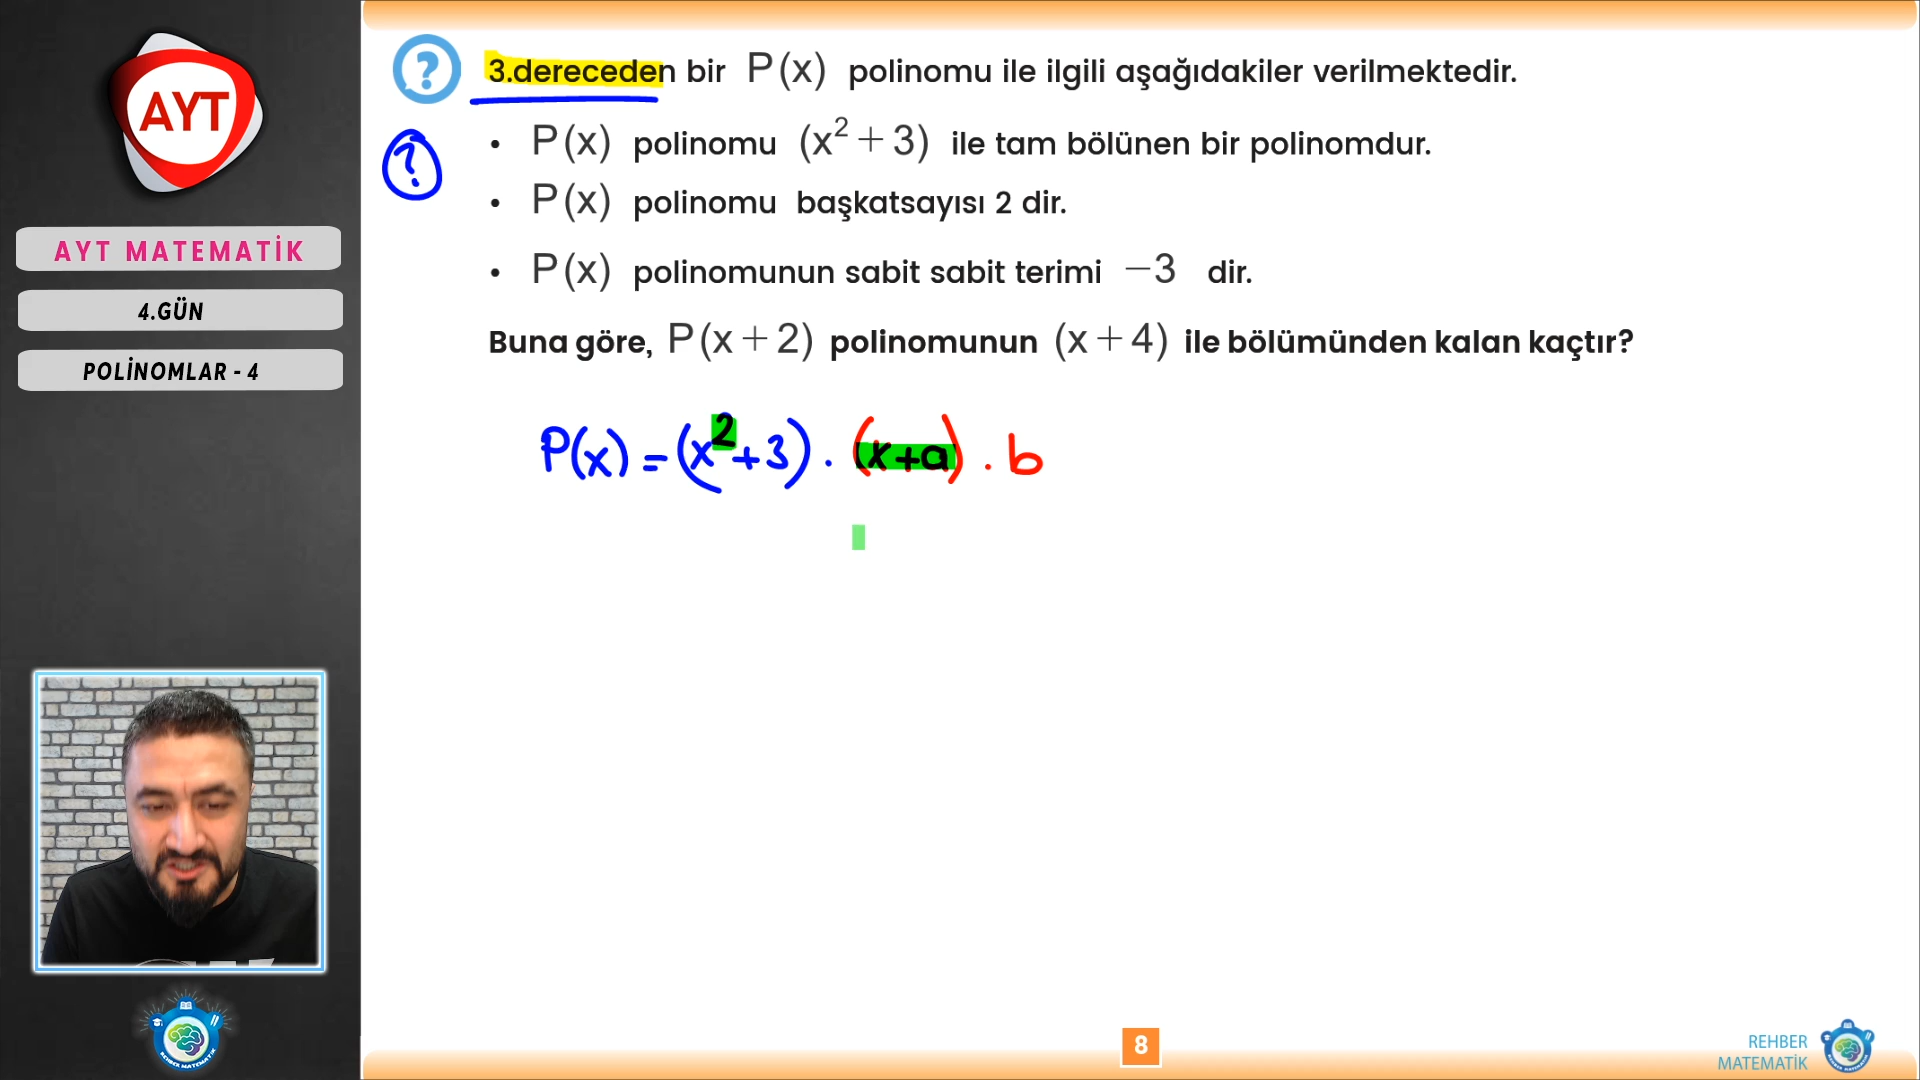 AYT
AYT MATEMATİK
4.GÜN
POLİNOMLAR - 4
? 3.dereceden bir P(x) polinomu ile ilgili aşağıdakiler verilmektedir.
?
• P(x) polinomu (x² + 3) ile tam bölünen bir polinomdur.
• P(x) polinomu başkatsayısı 2 dir.
• P(x) polinomunun sabit sabit terimi −3 dir.
Buna göre, P(x + 2) polinomunun (x + 4) ile bölümünden kalan kaçtır?
P(x) = (x²+3) . (x+a) . b
REHBER MATEMATİK
8
REHBER
MATEMATİK